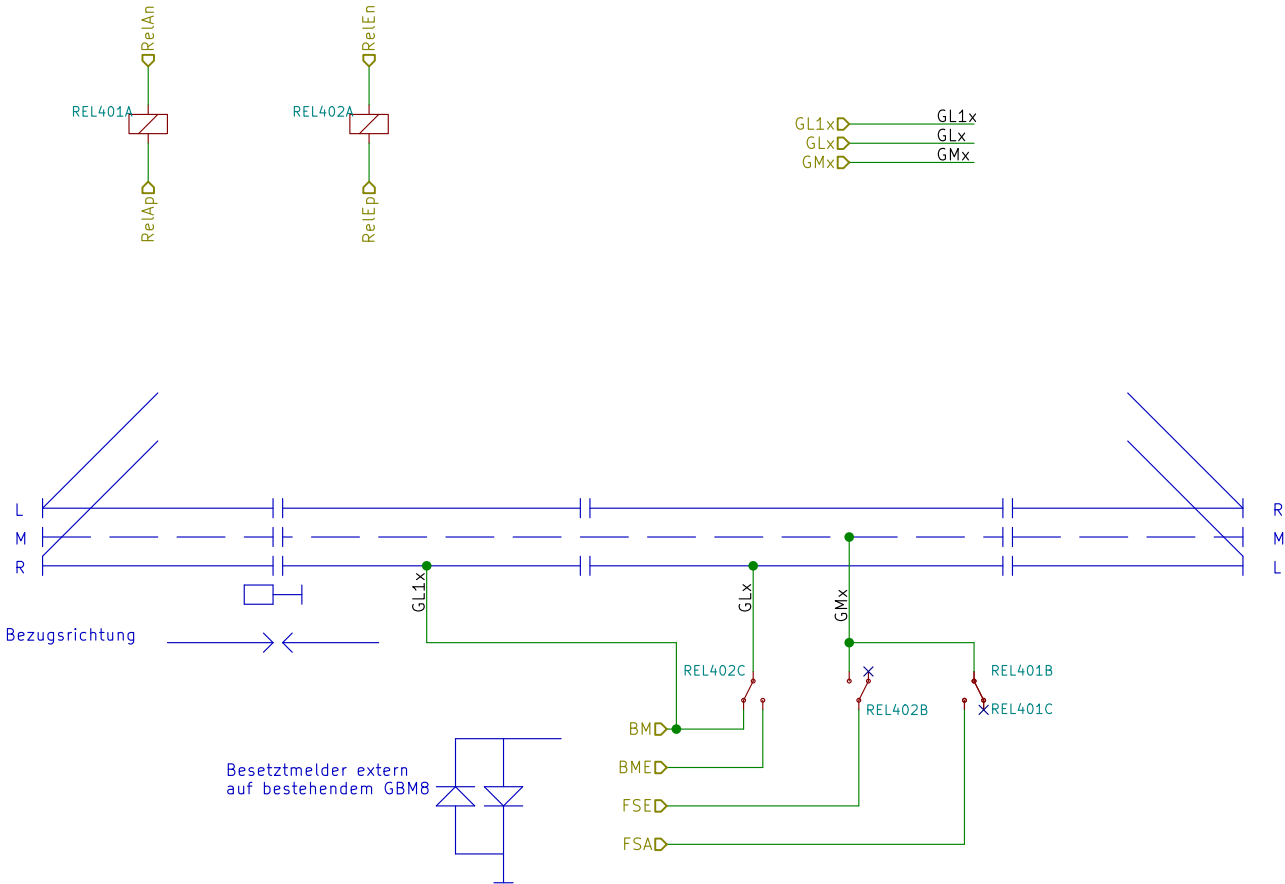 RelAn
RelEn
REL401A
REL402A
GL1x
GL1x
GLx
GLx
GMx
GMx
RelAp
RelEp
L
R
M
M
R
L
GL1x
GLx
GMx
Bezugsrichtung
REL402C
REL401B
REL402B
REL401C
BM
BME
Besetztmelder extern
auf bestehendem GBM8
FSE
FSA